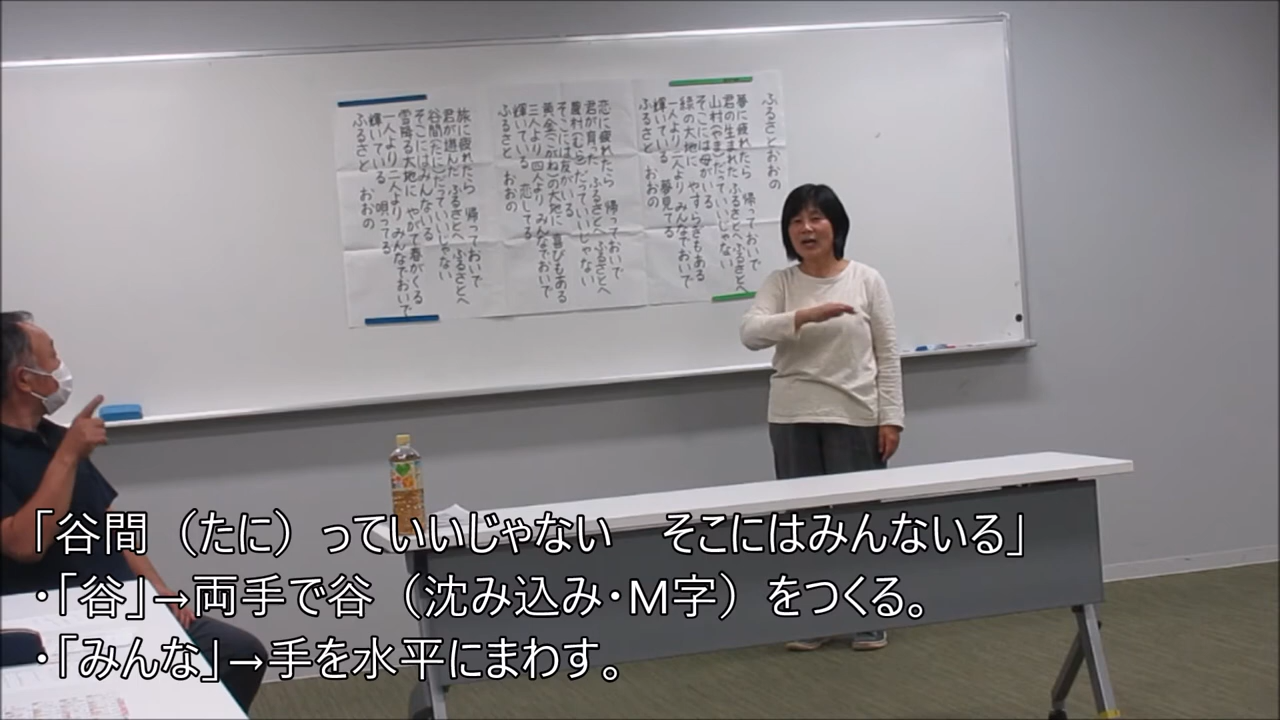 ふるさとおおの
夢に疲れたら 帰っておいで
君の生まれた ふるさとへ ふるさとへ
山村(やま)だっていいじゃない
そこには母がいる
緑の大地に やすらぎもある
一人より 二人より みんなでおいで
輝いている 夢見てる
ふるさと おおの
恋に疲れたら 帰っておいで
君が育った ふるさとへ ふるさとへ
農村(むら)だっていいじゃない
そこには友がいる
黄金(こがね)の大地に 喜びもある
三人より 四人より みんなでおいで
輝いている 恋してる
ふるさと おおの
旅に疲れたら 帰っておいで
君が遊んだ ふるさとへ ふるさとへ
谷間(たに)だっていいじゃない
そこにはみんないる
雪降る大地に やがて春がくる
一人より 二人より みんなでおいで
輝いている 唄ってる
ふるさと おおの
「谷間（たに）っていいじゃない　そこにはみんないる」
・「谷」→両手で谷（沈み込み・M字）をつくる。
・「みんな」→手を水平にまわす。